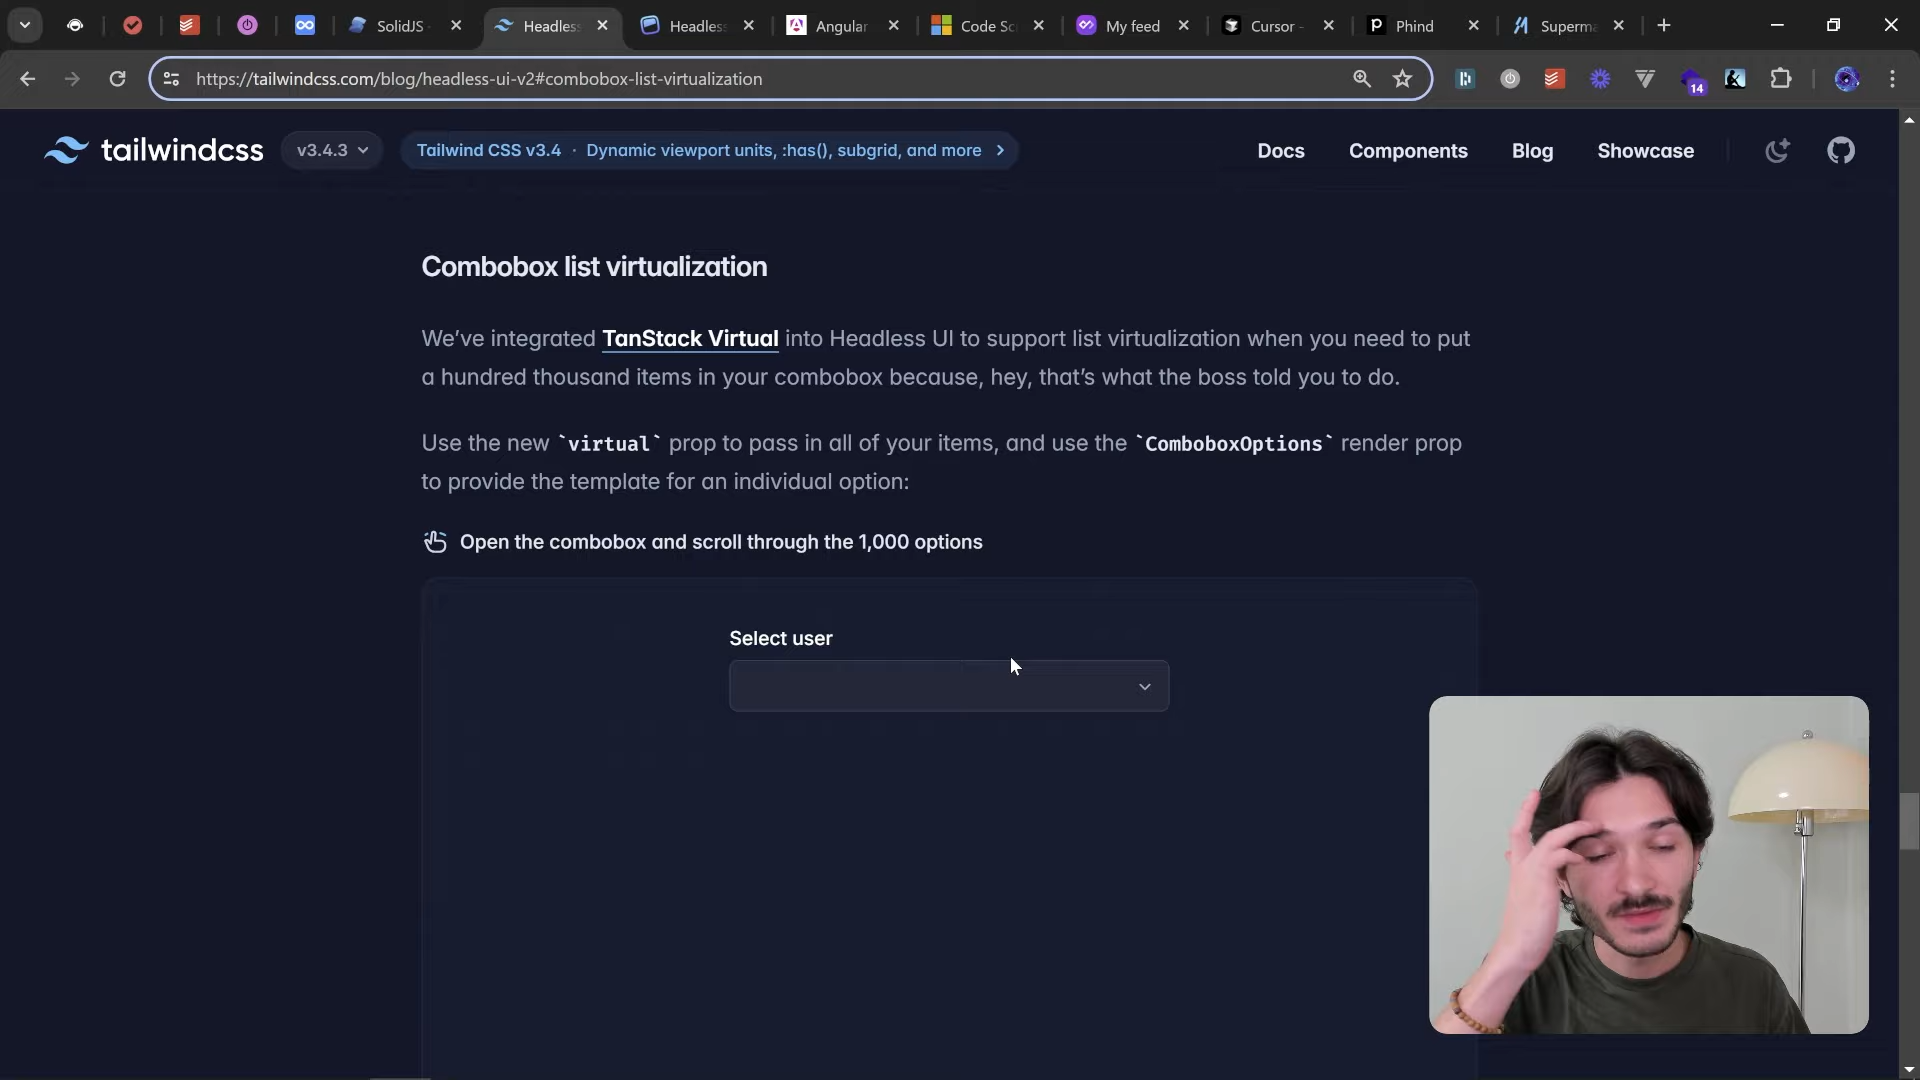 SolidJS
Headless
Headless
Angular
Code Sc
My feed
Cursor -
Phind
Superma
https://tailwindcss.com/blog/headless-ui-v2#combobox-list-virtualization
14
tailwindcss
v3.4.3
Tailwind CSS v3.4 · Dynamic viewport units, :has(), subgrid, and more
Docs
Components
Blog
Showcase
Combobox list virtualization
We’ve integrated TanStack Virtual into Headless UI to support list virtualization when you need to put
a hundred thousand items in your combobox because, hey, that’s what the boss told you to do.
Use the new `virtual` prop to pass in all of your items, and use the `ComboboxOptions` render prop
to provide the template for an individual option:
Open the combobox and scroll through the 1,000 options
Select user